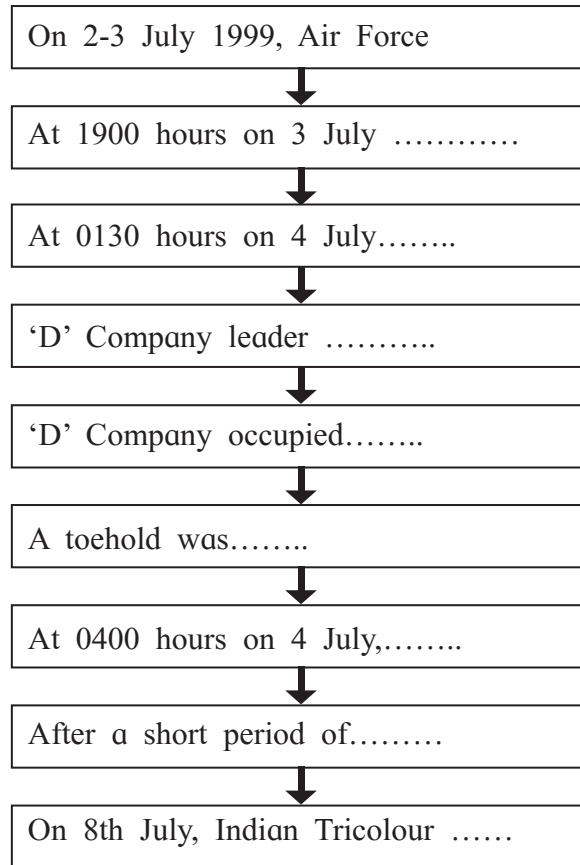 On 2-3 July 1999, Air Force
At 1900 hours on 3 July …………
At 0130 hours on 4 July……..
‘D’ Company leader ………..
‘D’ Company occupied……..
A toehold was……..
At 0400 hours on 4 July,……..
After a short period of………
On 8th July, Indian Tricolour ……